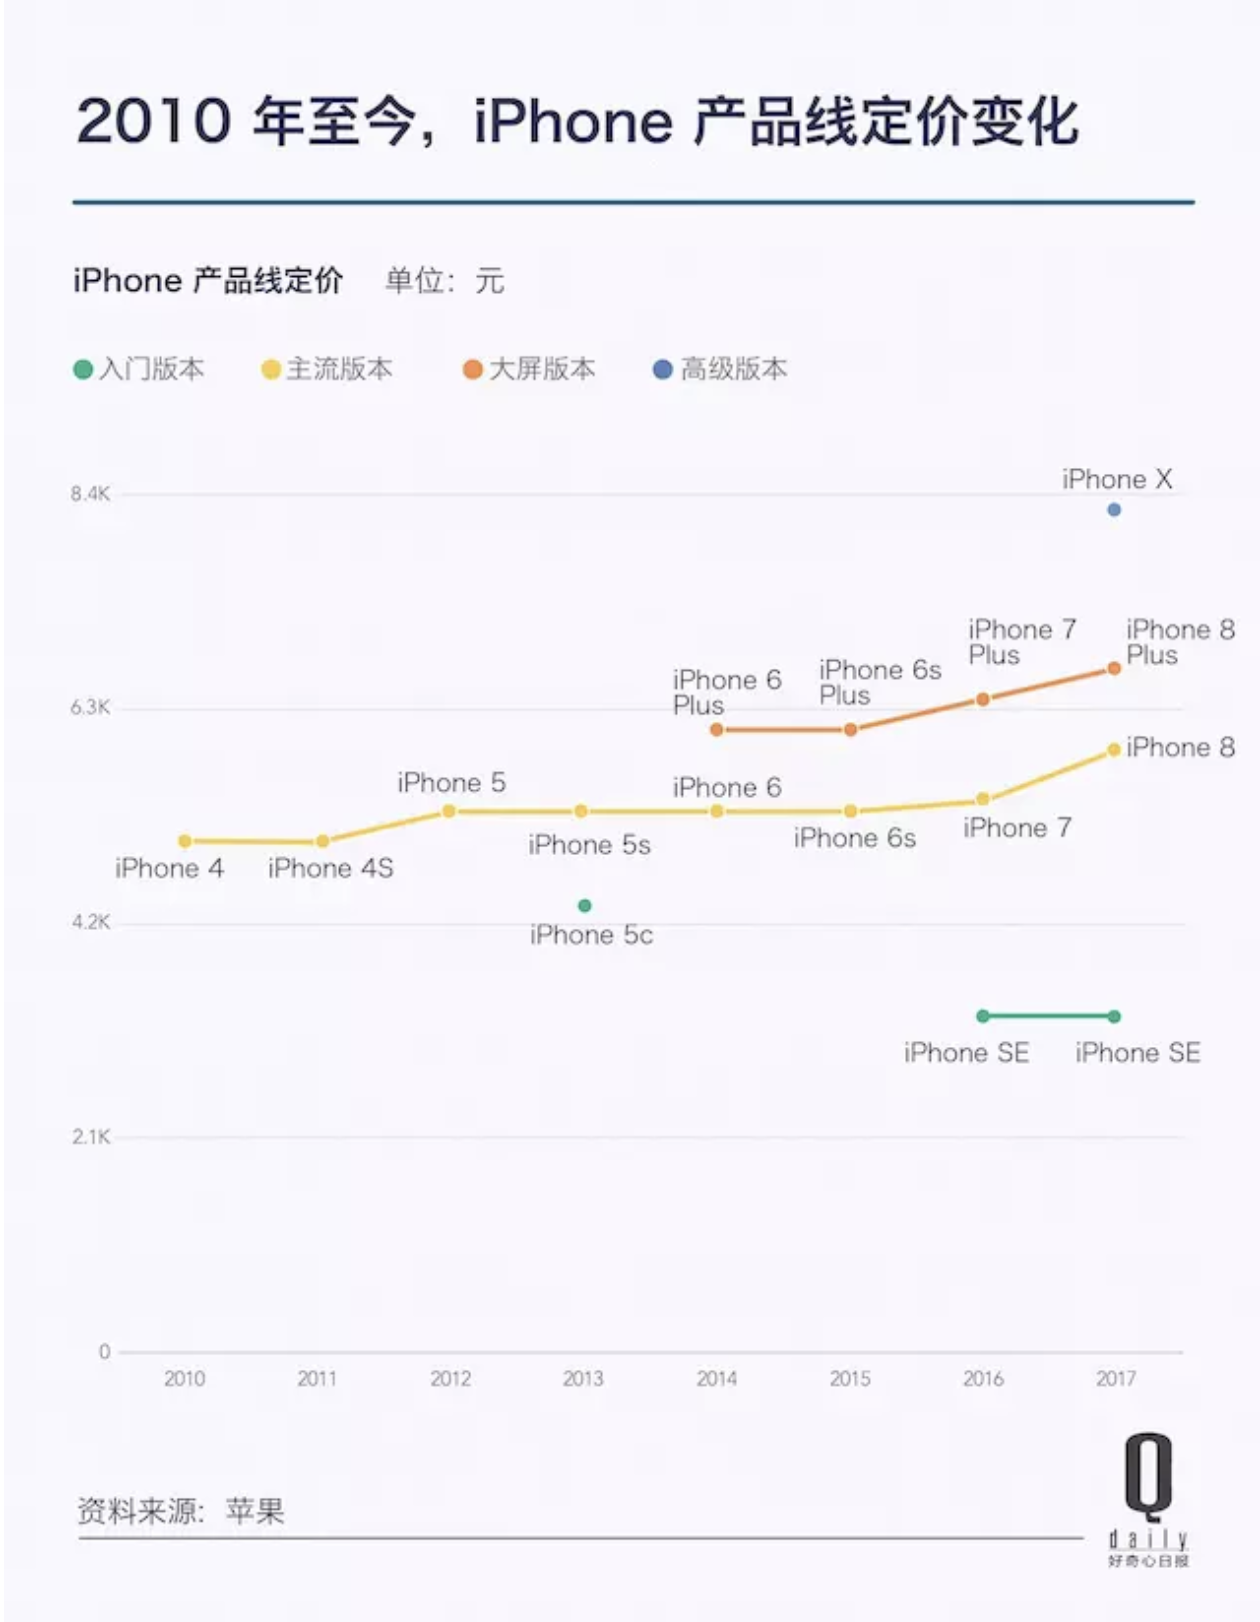 2010 年至今，iPhone 产品线定价变化
iPhone 产品线定价 单位：元
入门版本 主流版本 大屏版本 高级版本
iPhone X
8.4K
iPhone 7
Plus
iPhone 8
Plus
iPhone 6s
Plus
iPhone 6
Plus
6.3K
iPhone 8
iPhone 5
iPhone 6
iPhone 7
iPhone 6s
iPhone 5s
iPhone 4
iPhone 4S
4.2K
iPhone 5c
iPhone SE
iPhone SE
2.1K
0
2010 2011 2012 2013 2014 2015 2016 2017
资料来源：苹果
Q
daily
好奇心日报